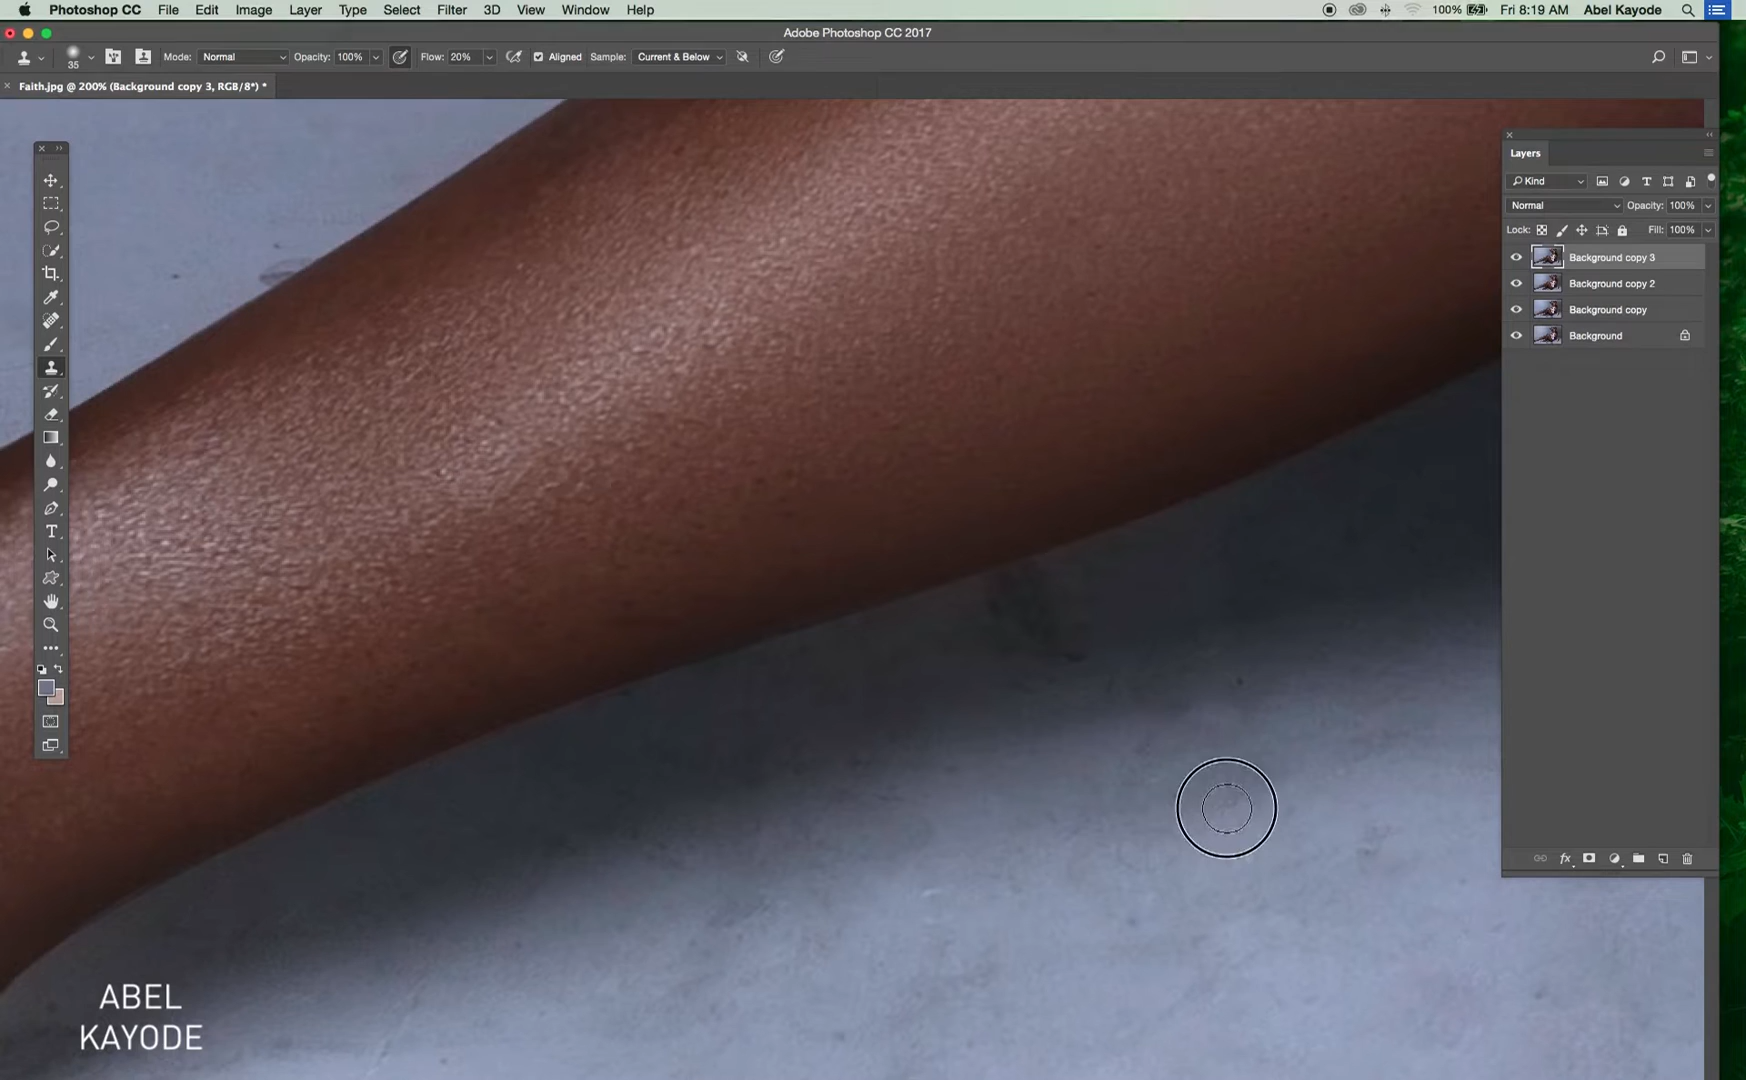 Photoshop CC File Edit Image Layer Type Select Filter 3D View Window Help 100% Fri 8:19 AM Abel Kayode
Adobe Photoshop CC 2017
35 Mode: Normal Opacity: 100% Flow: 20% Aligned Sample: Current & Below
Faith.jpg @ 200% (Background copy 3, RGB/8*) *
Layers
Kind
Normal Opacity: 100%
Lock: Fill: 100%
Background copy 3
Background copy 2
Background copy
Background
fx
ABEL
KAYODE